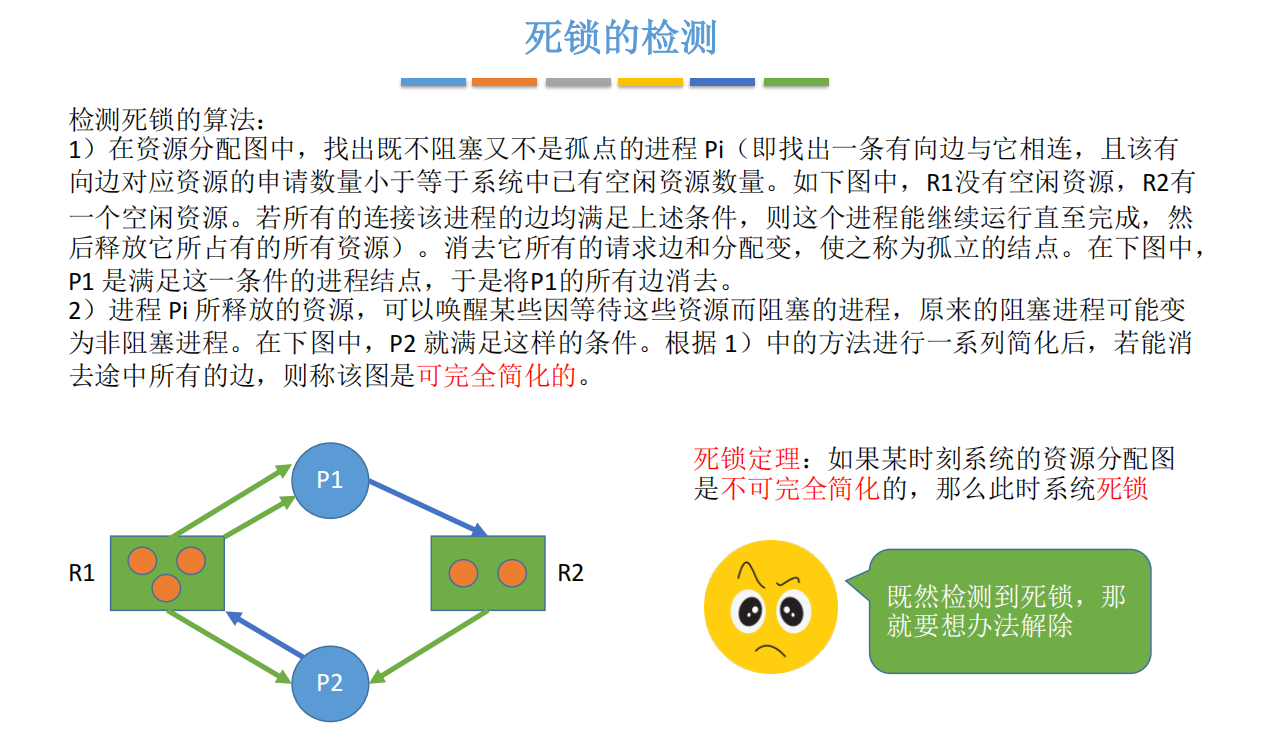 死锁的检测
检测死锁的算法：
1）在资源分配图中，找出既不阻塞又不是孤点的进程 Pi（即找出一条有向边与它相连，且该有
向边对应资源的申请数量小于等于系统中已有空闲资源数量。如下图中，R1没有空闲资源，R2有
一个空闲资源。若所有的连接该进程的边均满足上述条件，则这个进程能继续运行直至完成，然
后释放它所占有的所有资源）。消去它所有的请求边和分配变，使之称为孤立的结点。在下图中，
P1 是满足这一条件的进程结点，于是将P1的所有边消去。
2）进程 Pi 所释放的资源，可以唤醒某些因等待这些资源而阻塞的进程，原来的阻塞进程可能变
为非阻塞进程。在下图中，P2 就满足这样的条件。根据 1）中的方法进行一系列简化后，若能消
去途中所有的边，则称该图是可完全简化的。
P1
R1
R2
P2
死锁定理：如果某时刻系统的资源分配图
是不可完全简化的，那么此时系统死锁
既然检测到死锁，那
就要想办法解除